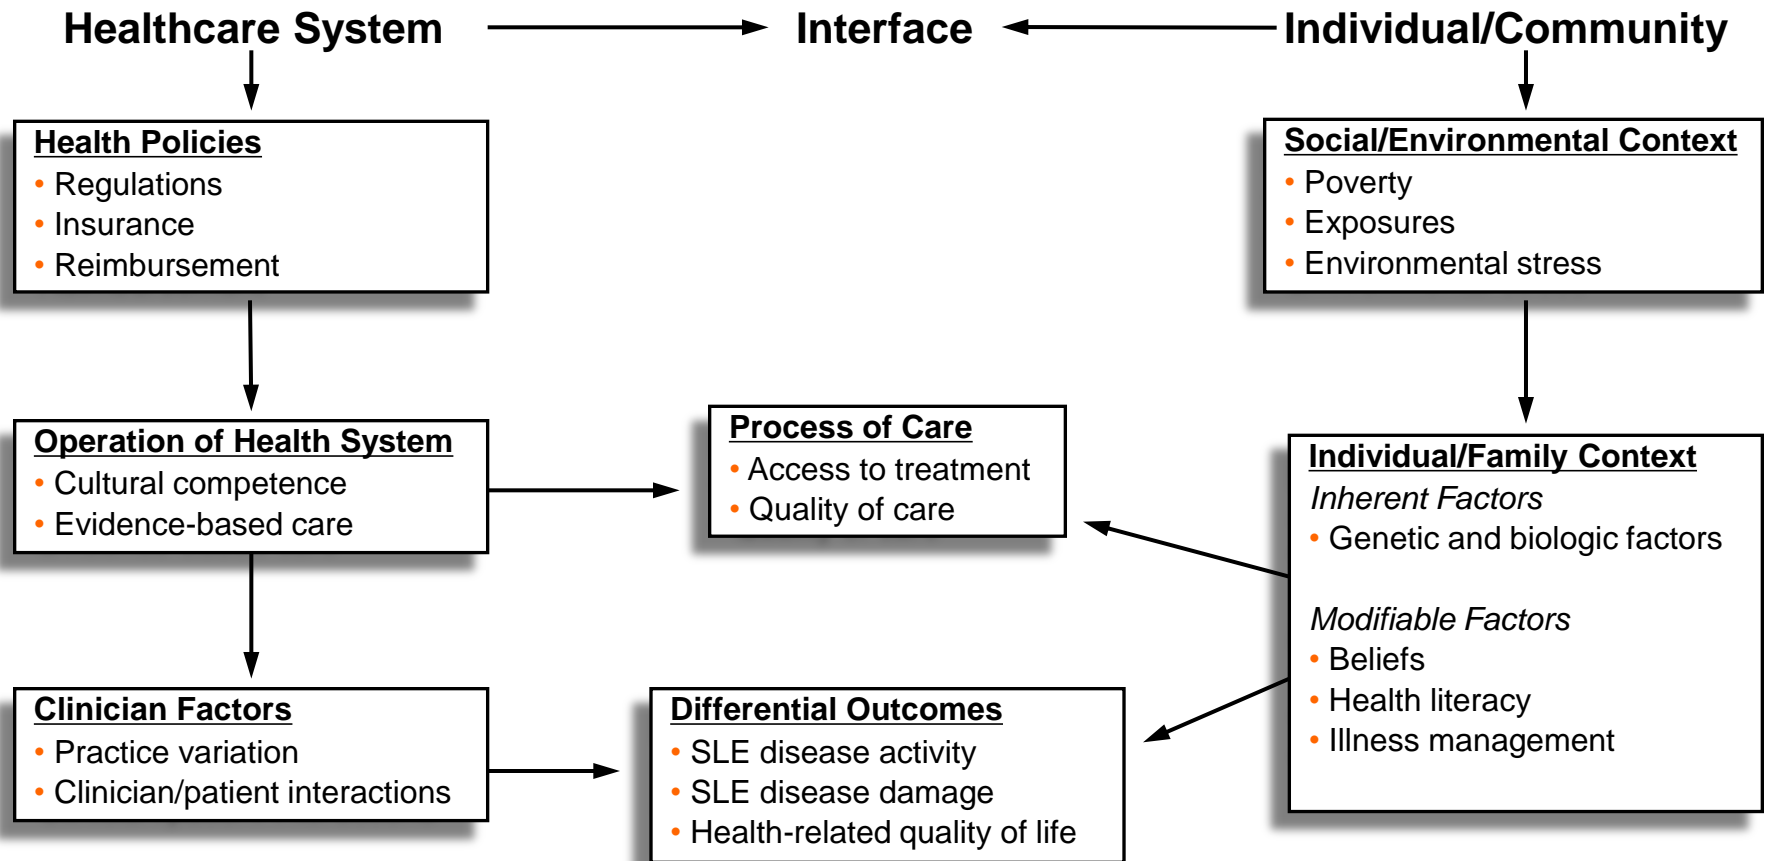 Healthcare System
Interface
Individual/Community
Health Policies
• Regulations
• Insurance
• Reimbursement
Social/Environmental Context
• Poverty
• Exposures
• Environmental stress
Operation of Health System
• Cultural competence
• Evidence-based care
Process of Care
• Access to treatment
• Quality of care
Individual/Family Context
Inherent Factors
• Genetic and biologic factors
Modifiable Factors
• Beliefs
• Health literacy
• Illness management
Clinician Factors
• Practice variation
• Clinician/patient interactions
Differential Outcomes
• SLE disease activity
• SLE disease damage
• Health-related quality of life